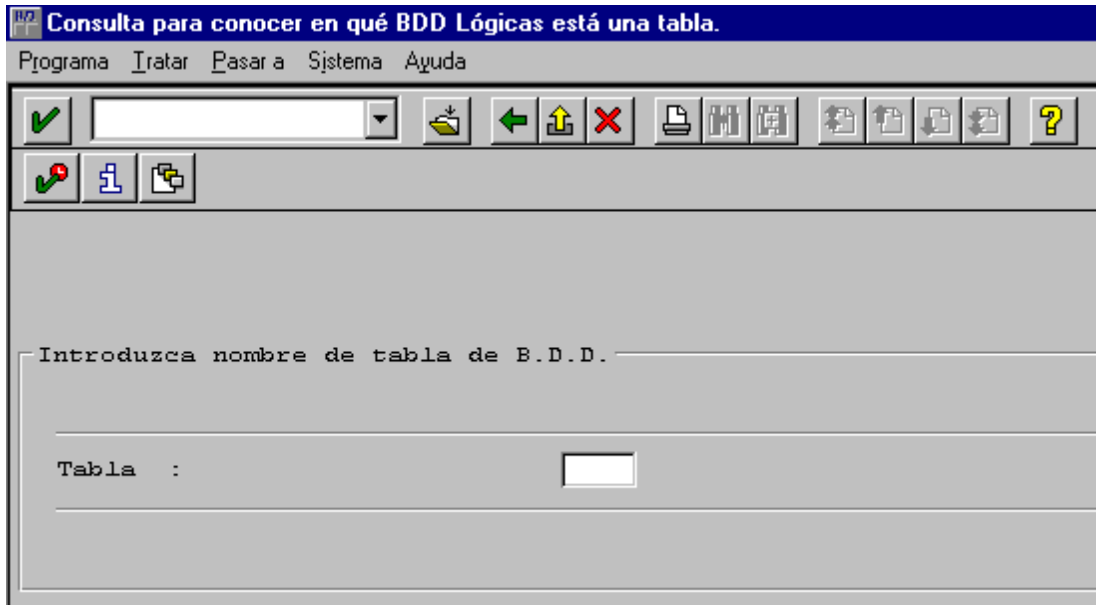 Consulta para conocer en qué BDD Lógicas está una tabla.
Programa Tratar Pasar a Sistema Ayuda
Introduzca nombre de tabla de B.D.D.
Tabla :